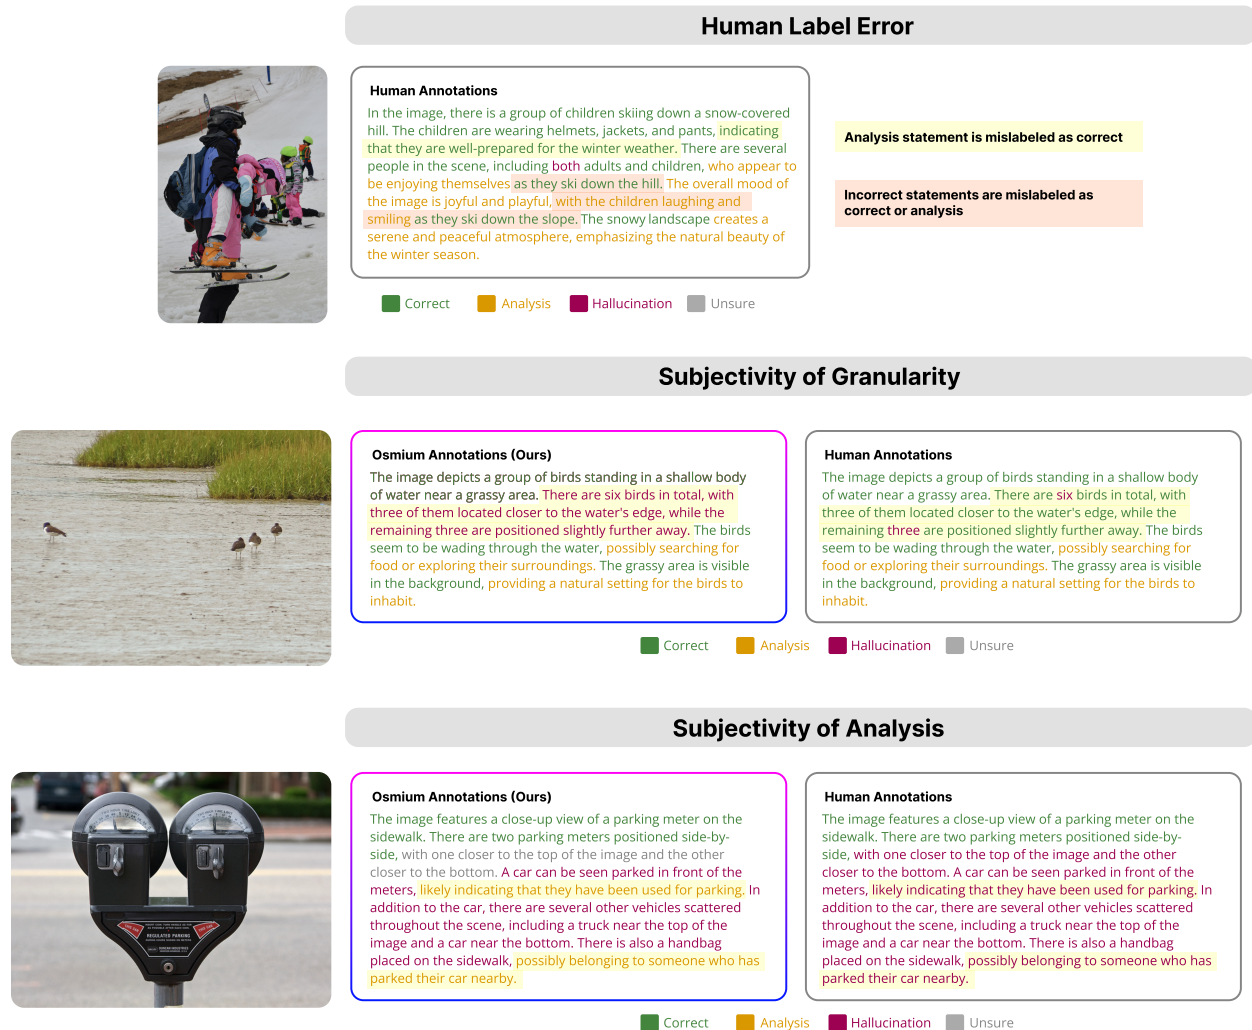 Human Label Error
Human Annotations
In the image, there is a group of children skiing down a snow-covered
hill. The children are wearing helmets, jackets, and pants, indicating
that they are well-prepared for the winter weather. There are several
people in the scene, including both adults and children, who appear to
be enjoying themselves as they ski down the hill. The overall mood of
the image is joyful and playful, with the children laughing and
smiling as they ski down the slope. The snowy landscape creates a
serene and peaceful atmosphere, emphasizing the natural beauty of
the winter season.
Analysis statement is mislabeled as correct
Incorrect statements are mislabeled as
correct or analysis
Correct Analysis Hallucination Unsure
Subjectivity of Granularity
Osmium Annotations (Ours)
The image depicts a group of birds standing in a shallow body
of water near a grassy area. There are six birds in total, with
three of them located closer to the water's edge, while the
remaining three are positioned slightly further away. The birds
seem to be wading through the water, possibly searching for
food or exploring their surroundings. The grassy area is visible
in the background, providing a natural setting for the birds to
inhabit.
Human Annotations
The image depicts a group of birds standing in a shallow body
of water near a grassy area. There are six birds in total, with
three of them located closer to the water's edge, while the
remaining three are positioned slightly further away. The birds
seem to be wading through the water, possibly searching for
food or exploring their surroundings. The grassy area is visible
in the background, providing a natural setting for the birds to
inhabit.
Correct Analysis Hallucination Unsure
Subjectivity of Analysis
REGULATED PARKING
Osmium Annotations (Ours)
The image features a close-up view of a parking meter on the
sidewalk. There are two parking meters positioned side-by-
side, with one closer to the top of the image and the other
closer to the bottom. A car can be seen parked in front of the
meters, likely indicating that they have been used for parking. In
addition to the car, there are several other vehicles scattered
throughout the scene, including a truck near the top of the
image and a car near the bottom. There is also a handbag
placed on the sidewalk, possibly belonging to someone who has
parked their car nearby.
Human Annotations
The image features a close-up view of a parking meter on the
sidewalk. There are two parking meters positioned side-by-
side, with one closer to the top of the image and the other
closer to the bottom. A car can be seen parked in front of the
meters, likely indicating that they have been used for parking. In
addition to the car, there are several other vehicles scattered
throughout the scene, including a truck near the top of the
image and a car near the bottom. There is also a handbag
placed on the sidewalk, possibly belonging to someone who has
parked their car nearby.
Correct Analysis Hallucination Unsure